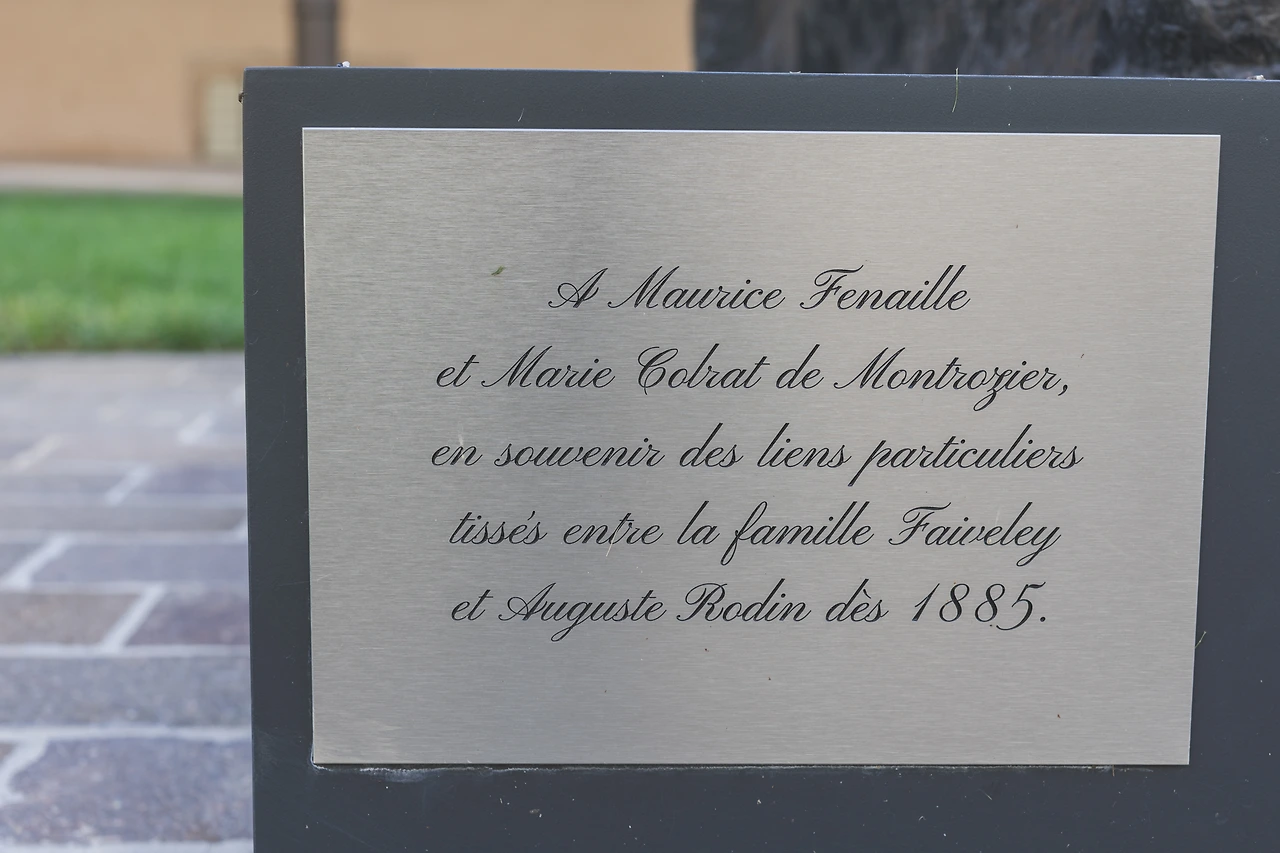 A Maurice Fenaille
et Marie Colrat de Montrozier,
en souvenir des liens particuliers
tissés entre la famille Faiveley
et Auguste Rodin dès 1885.